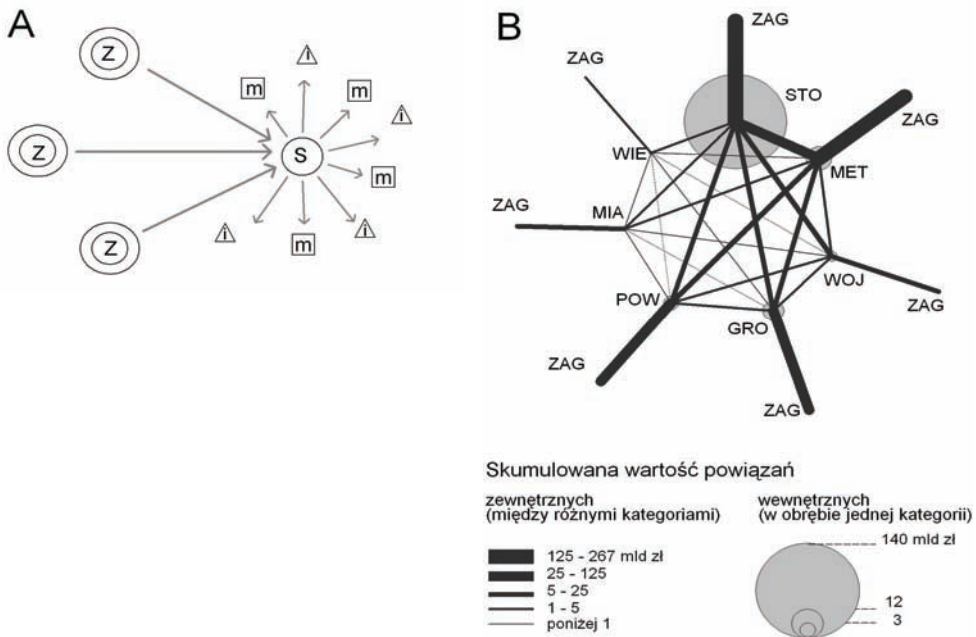 A
Z
Z
Z
S
i
m
m
i
m
i
m
i
B
ZAG
ZAG
STO
ZAG
WIE
MET
ZAG
MIA
WOJ
POW
ZAG
GRO
ZAG
ZAG
Skumulowana wartość powiązań
zewnętrznych
(między różnymi kategoriami)
125 - 267 mld zł
25 - 125
5 - 25
1 - 5
poniżej 1
wewnętrznych
(w obrębie jednej kategorii)
140 mld zł
12
3